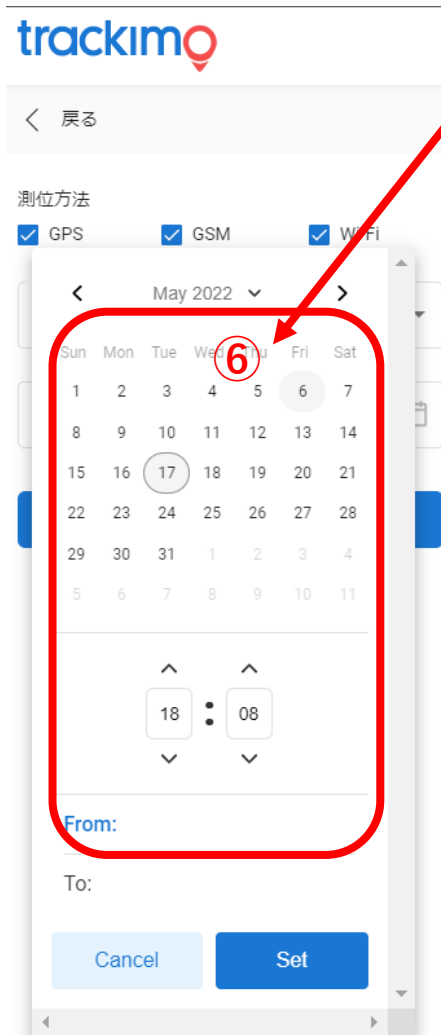 trackimo
戻る
測位方法
GPS GSM Wi-Fi
May 2022
Sun Mon Tue Wed Thu Fri Sat
⑥
1 2 3 4 5 6 7
8 9 10 11 12 13 14
15 16 17 18 19 20 21
22 23 24 25 26 27 28
29 30 31 1 2 3 4
5 6 7 8 9 10 11
18 : 08
From:
To:
Cancel Set